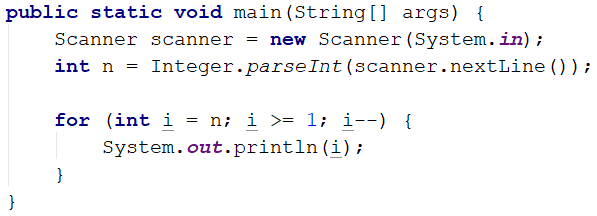 public static void main(String[] args) {
    Scanner scanner = new Scanner(System.in);
    int n = Integer.parseInt(scanner.nextLine());

    for (int i = n; i >= 1; i--) {
        System.out.println(i);
    }
}